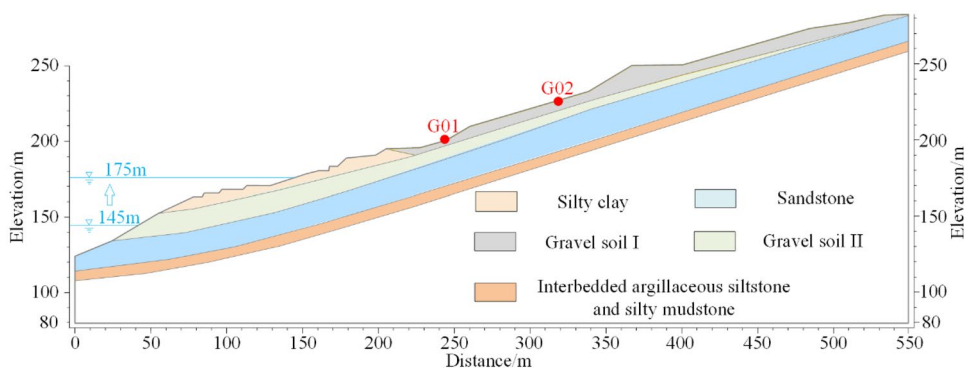 250
250
G02
G01
200
200
175m
Elevation/m
Elevation/m
Silty clay
Sandstone
150
150
145m
Gravel soil I
Gravel soil II
100
Interbedded argillaceous siltstone
and silty mudstone
100
80
80
0
50
100
150
200
250
300
350
400
450
500
550
Distance/m